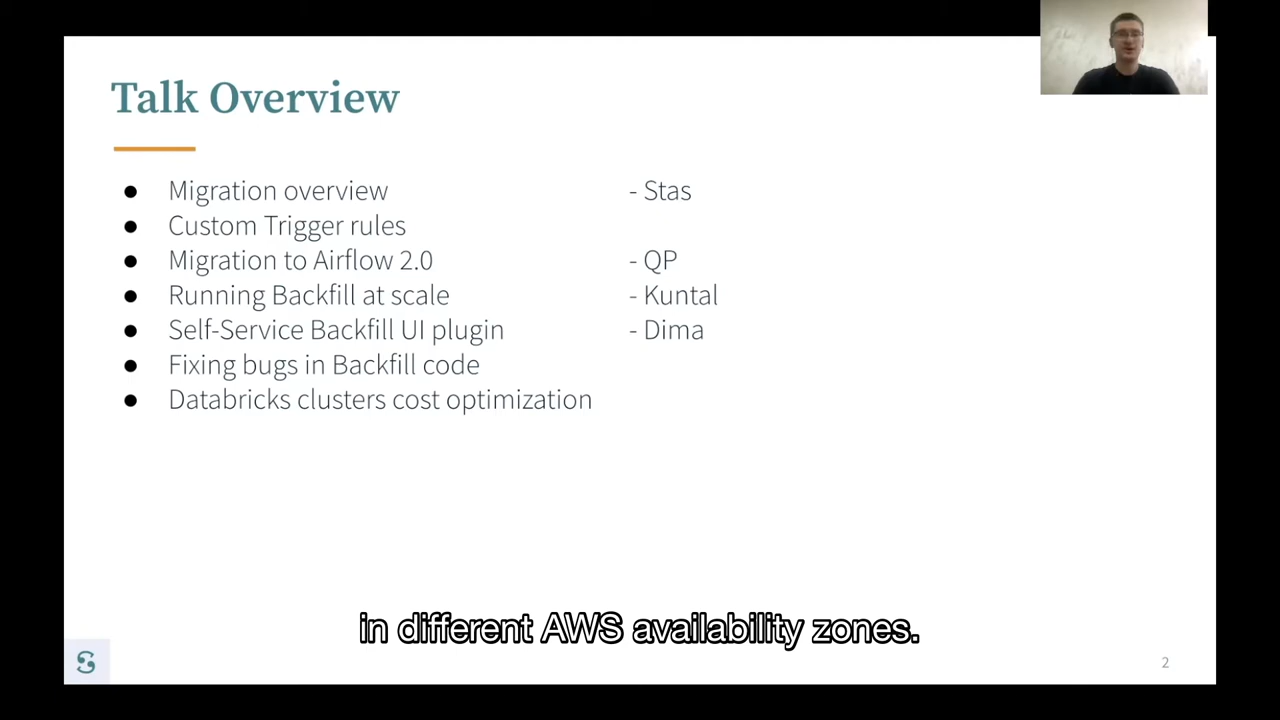 Talk Overview
● Migration overview - Stas
● Custom Trigger rules
● Migration to Airflow 2.0 - QP
● Running Backfill at scale - Kuntal
● Self-Service Backfill UI plugin - Dima
● Fixing bugs in Backfill code
● Databricks clusters cost optimization
in different AWS availability zones.
2